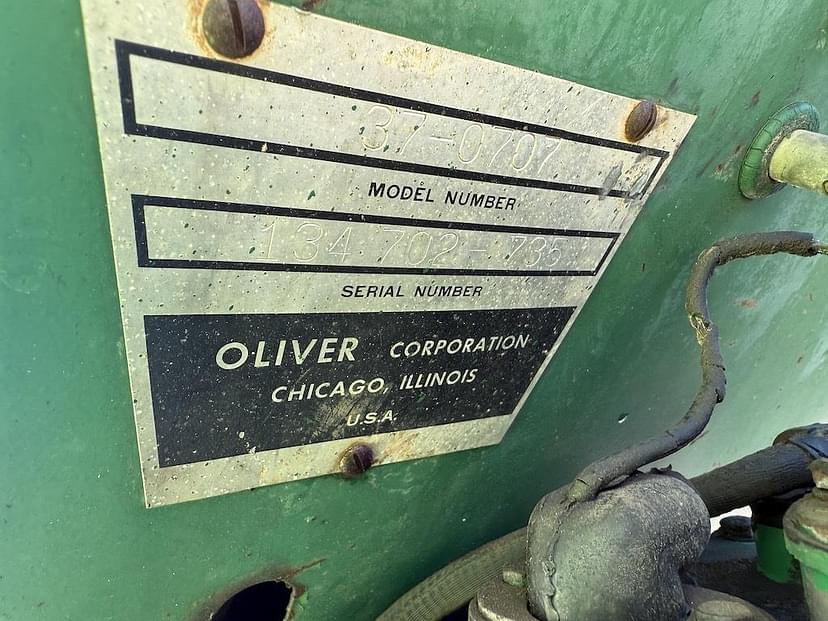 37-0707
MODEL NUMBER
134 702-735
SERIAL NUMBER
OLIVER CORPORATION
CHICAGO, ILLINOIS
U.S.A.